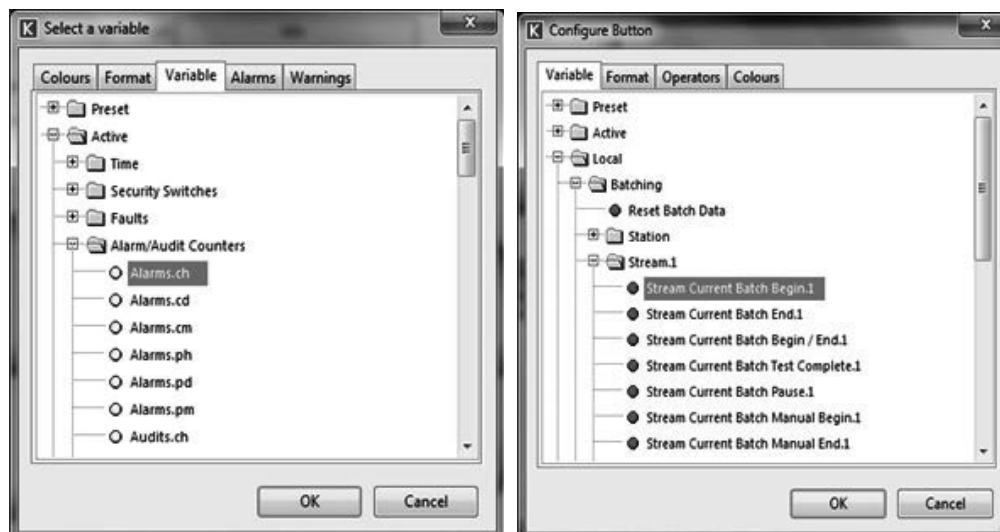 K Select a variable x
Colours Format Variable Alarms Warnings
Preset
Active
Time
Security Switches
Faults
Alarm/Audit Counters
Alarms.ch
Alarms.cd
Alarms.cm
Alarms.ph
Alarms.pd
Alarms.pm
Audits.ch
OK Cancel
K Configure Button x
Variable Format Operators Colours
Preset
Active
Local
Batching
Reset Batch Data
Station
Stream.1
Stream Current Batch Begin.1
Stream Current Batch End.1
Stream Current Batch Begin / End.1
Stream Current Batch Test Complete.1
Stream Current Batch Pause.1
Stream Current Batch Manual Begin.1
Stream Current Batch Manual End.1
OK Cancel